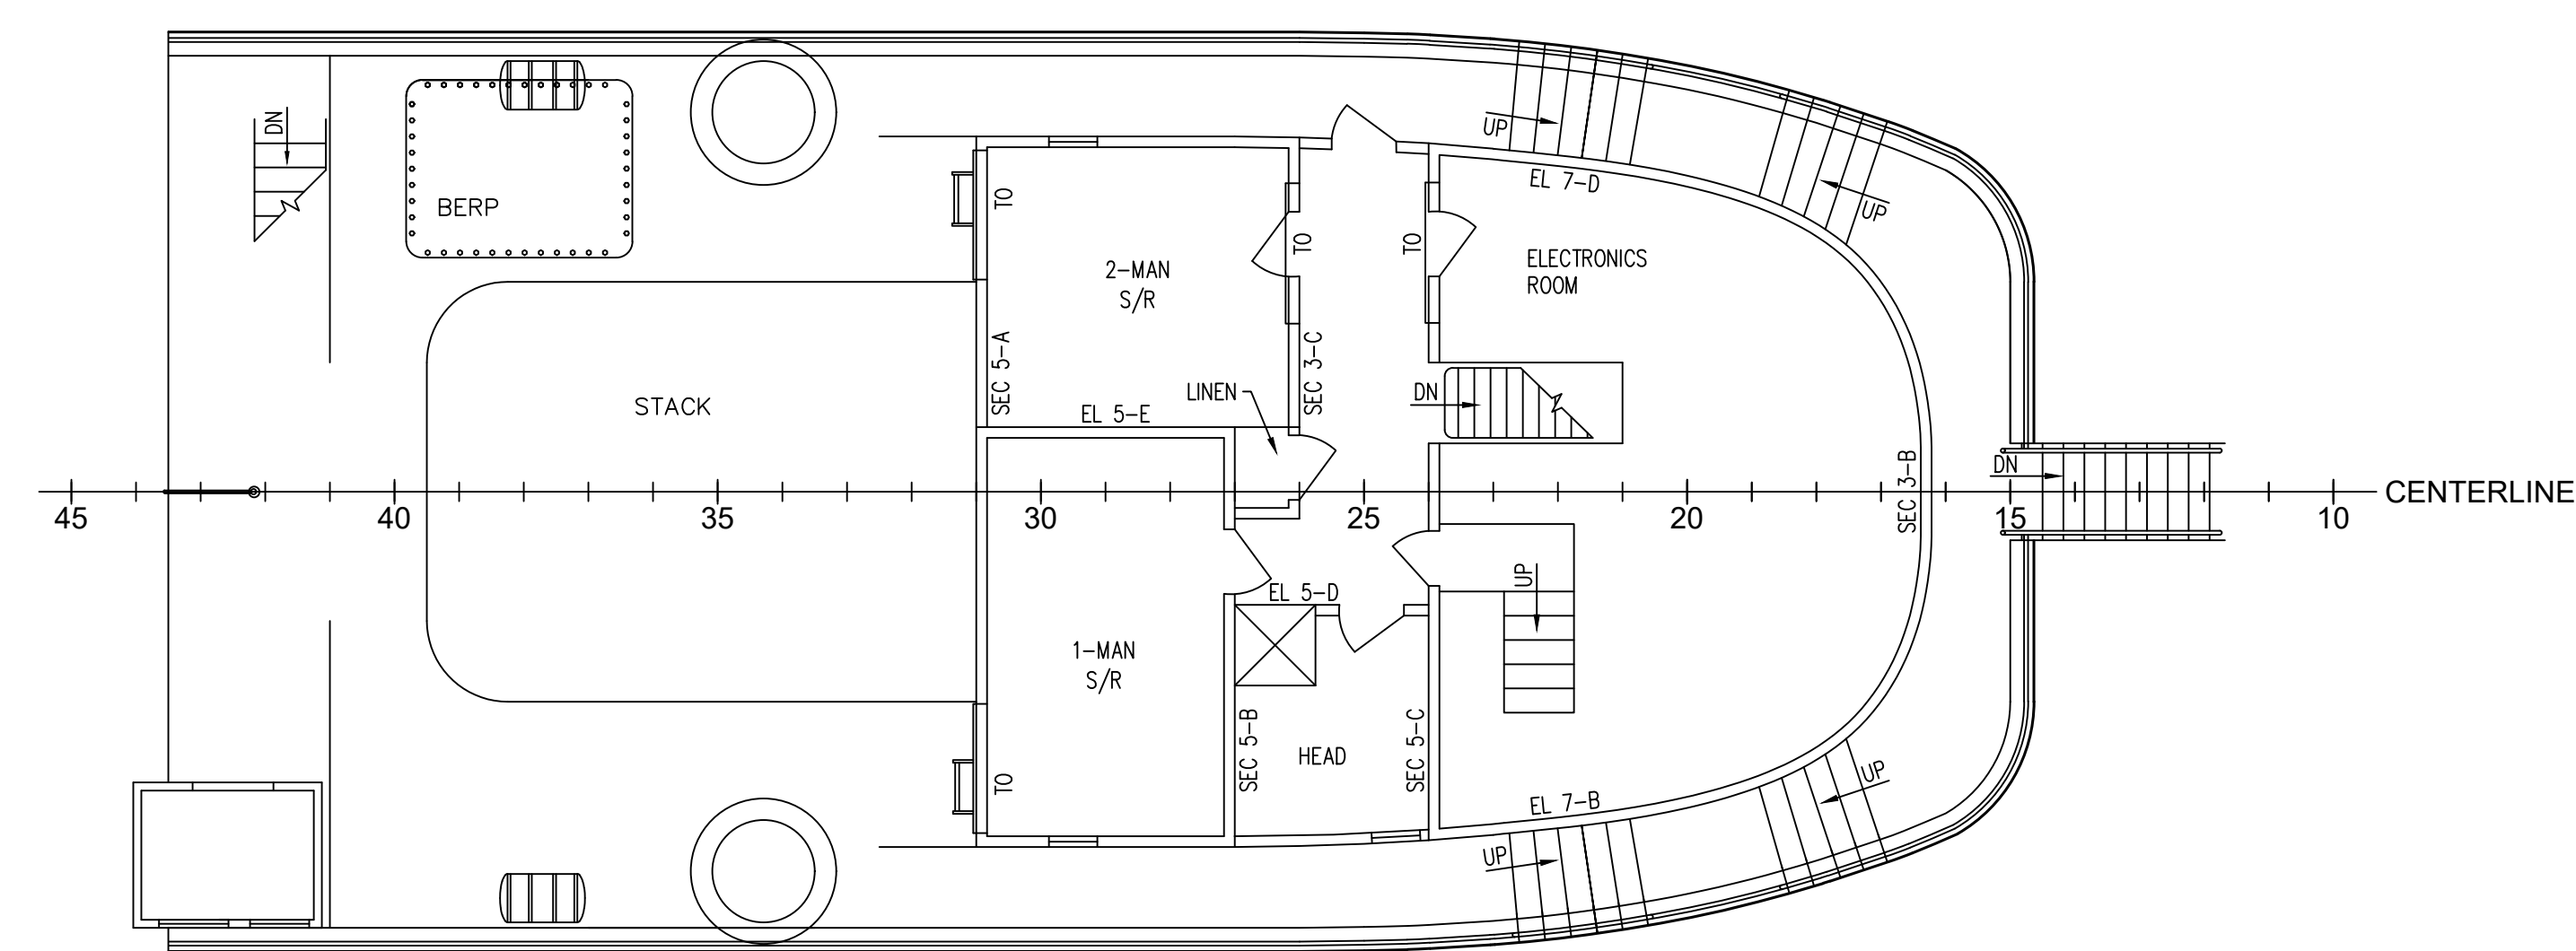 DN
BERP
TO
UP
EL 7-D
UP
TO
TO
2-MAN
S/R
ELECTRONICS
ROOM
SEC 5-A
LINEN
SEC 3-C
DN
STACK
EL 5-E
SEC 3-B
DN
CENTERLINE
45
40
35
30
25
20
15
10
UP
EL 5-D
1-MAN
S/R
SEC 5-B
HEAD
SEC 5-C
TO
EL 7-B
UP
UP